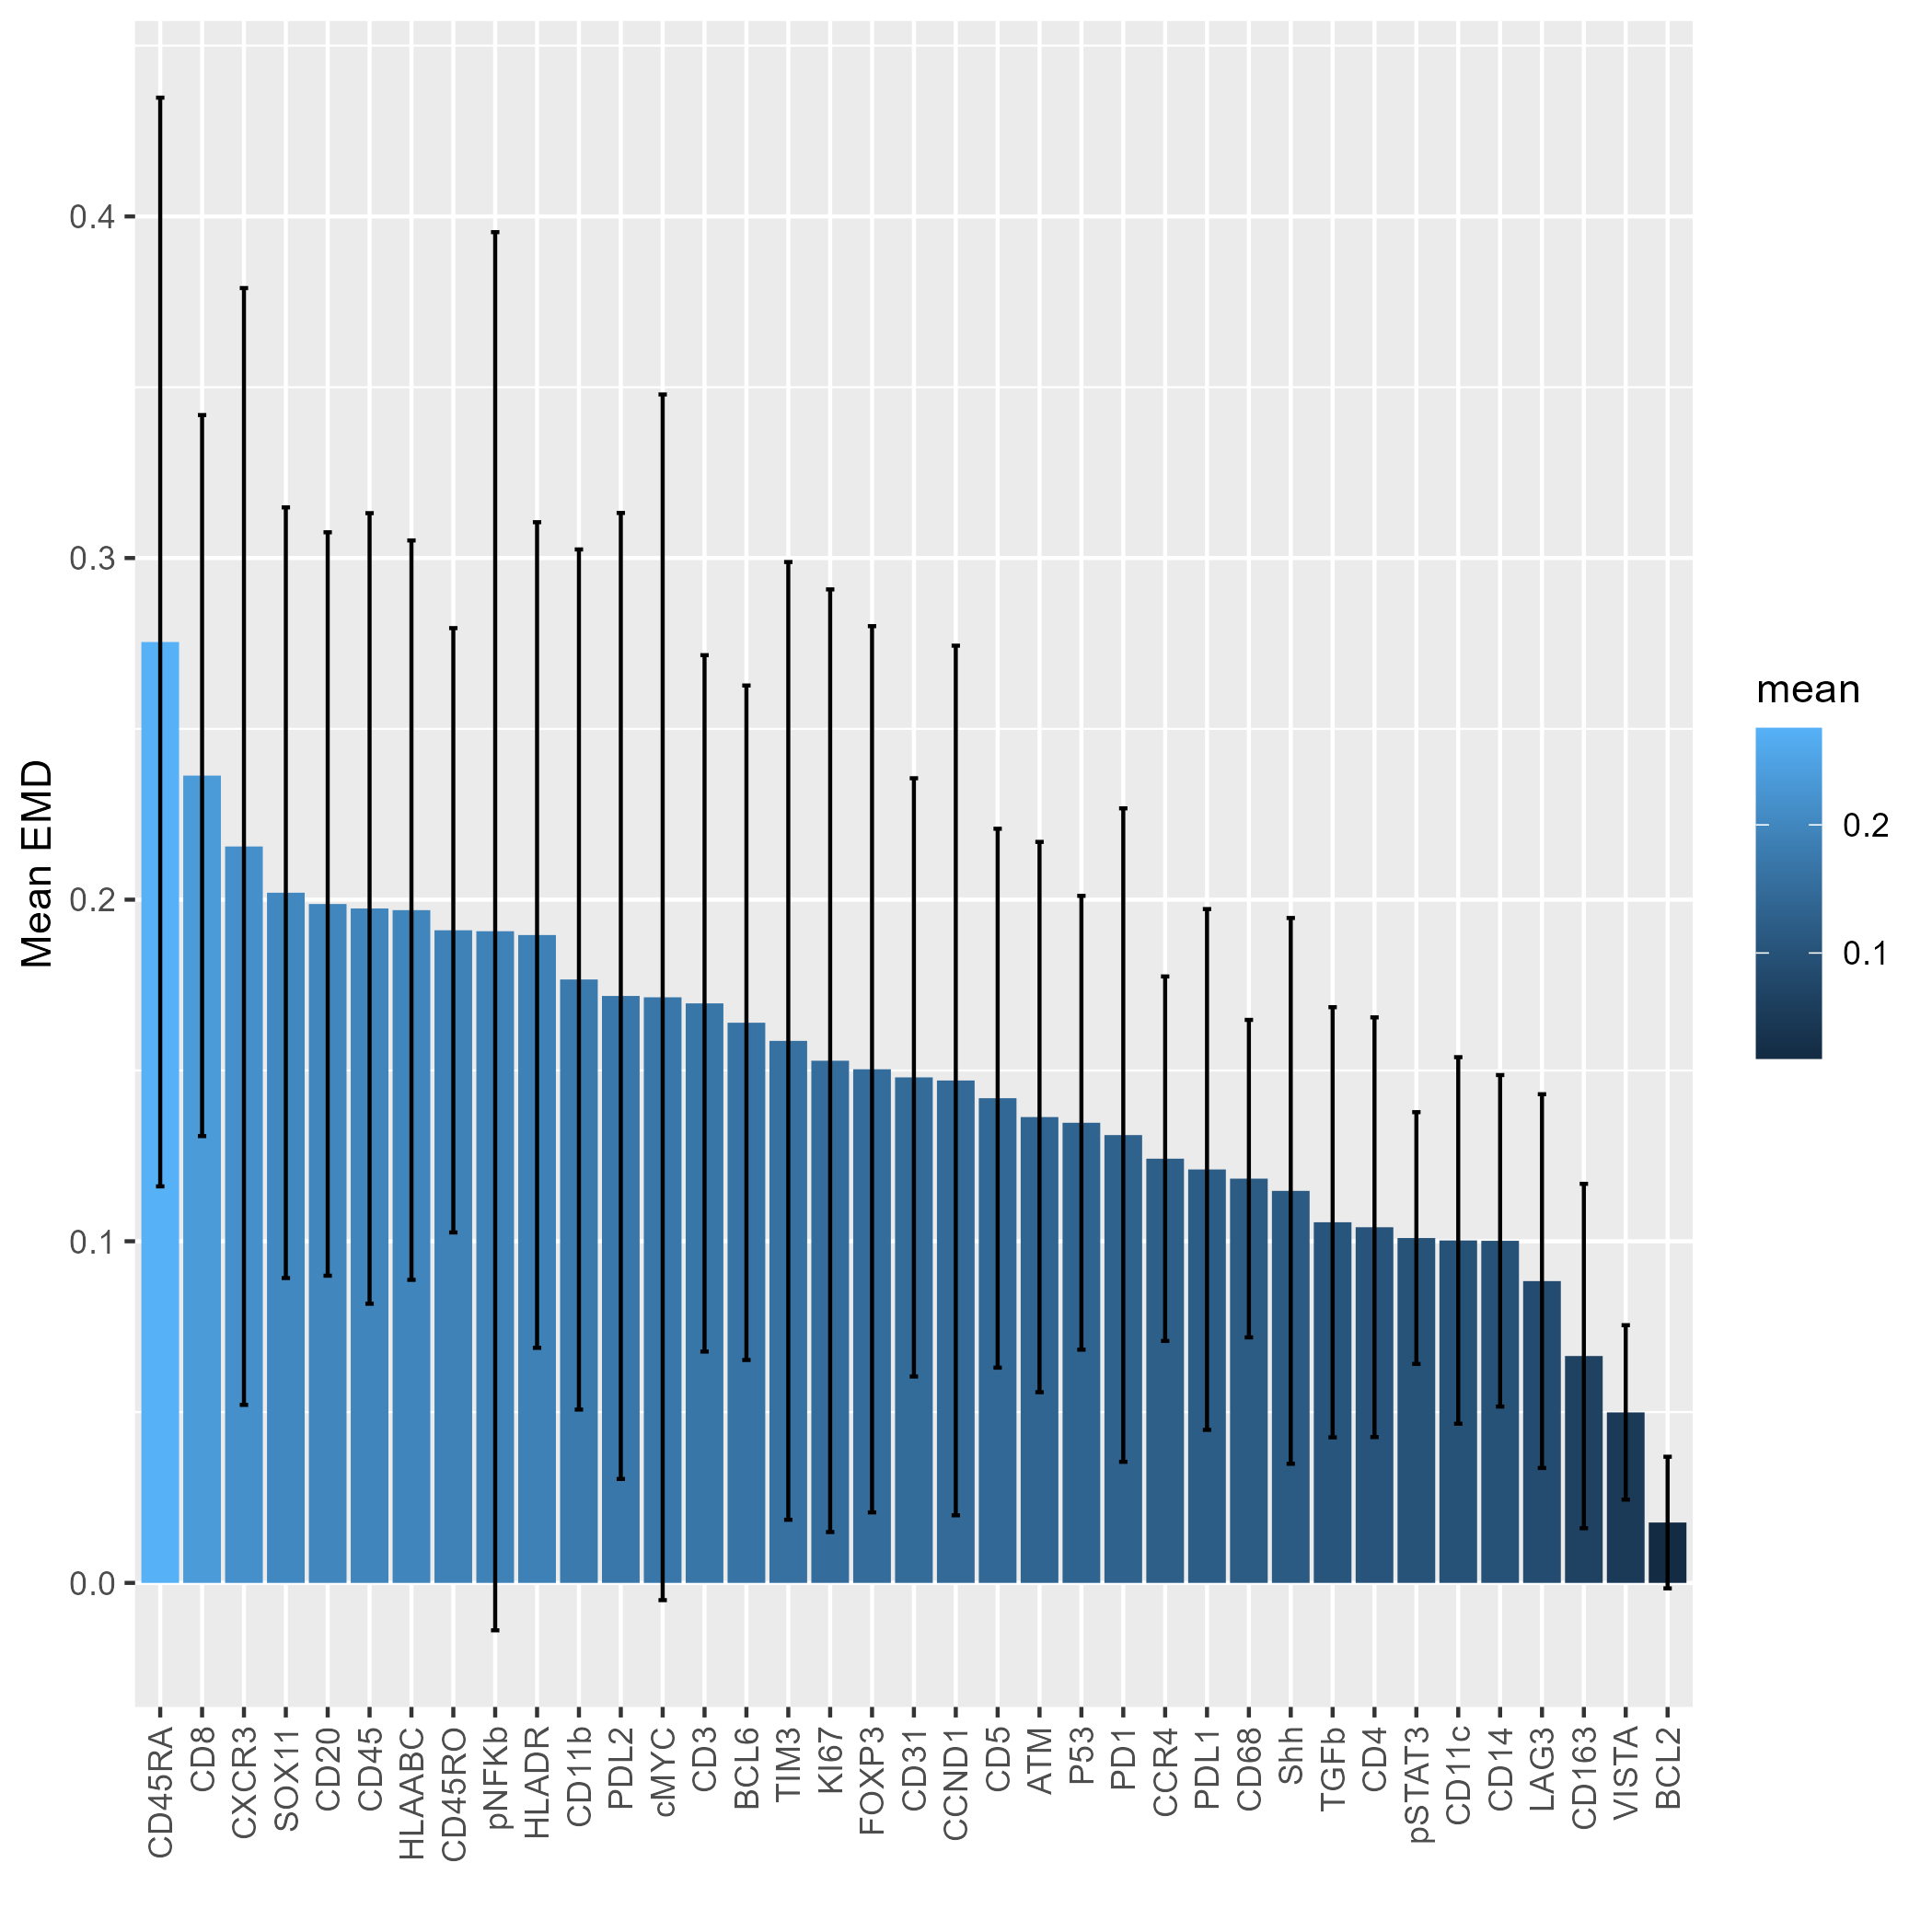 Mean EMD
0.4
0.3
0.2
0.1
0.0
CD45RA
CD8
CXCR3
SOX11
CD20
CD45
HLAABC
CD45RO
pNFKb
HLADR
CD11b
PDL2
cMYC
CD3
BCL6
TIM3
KI67
FOXP3
CD31
CCND1
CD5
ATM
P53
PD1
CCR4
PDL1
CD68
Shh
TGFb
CD4
pSTAT3
CD11c
CD14
LAG3
CD163
VISTA
BCL2
mean
0.2
0.1